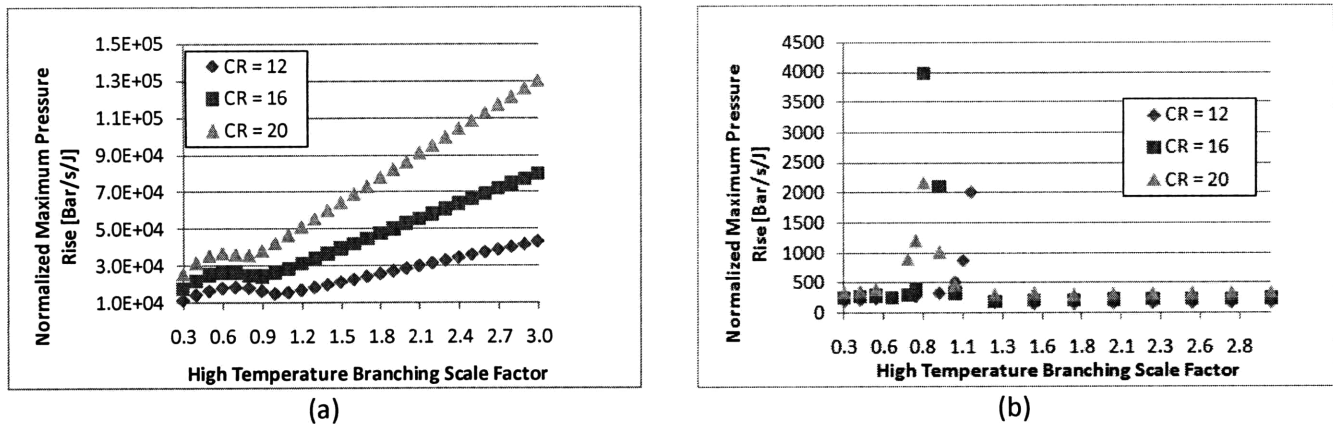 Normalized Maximum Pressure
Rise [Bar/s/J]
1.5E+05
1.3E+05
1.1E+05
9.0E+04
7.0E+04
5.0E+04
3.0E+04
1.0E+04
CR = 12
CR = 16
CR = 20
0.3 0.6 0.9 1.2 1.5 1.8 2.1 2.4 2.7 3.0
High Temperature Branching Scale Factor
(a)
Normalized Maximum Pressure
Rise [Bar/s/J]
4500
4000
3500
3000
2500
2000
1500
1000
500
0
CR = 12
CR = 16
CR = 20
0.3 0.6 0.8 1.1 1.3 1.6 1.8 2.1 2.3 2.6 2.8
High Temperature Branching Scale Factor
(b)